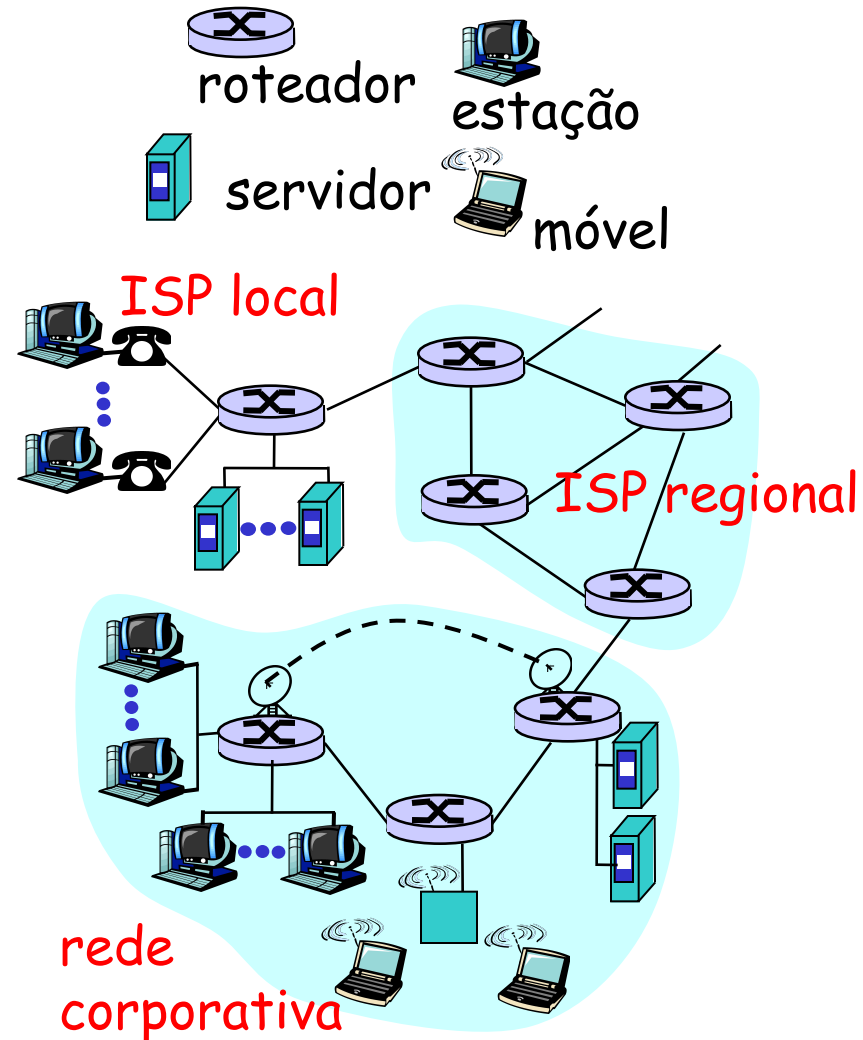 roteador
estação
servidor
móvel
ISP local
ISP regional
rede
corporativa